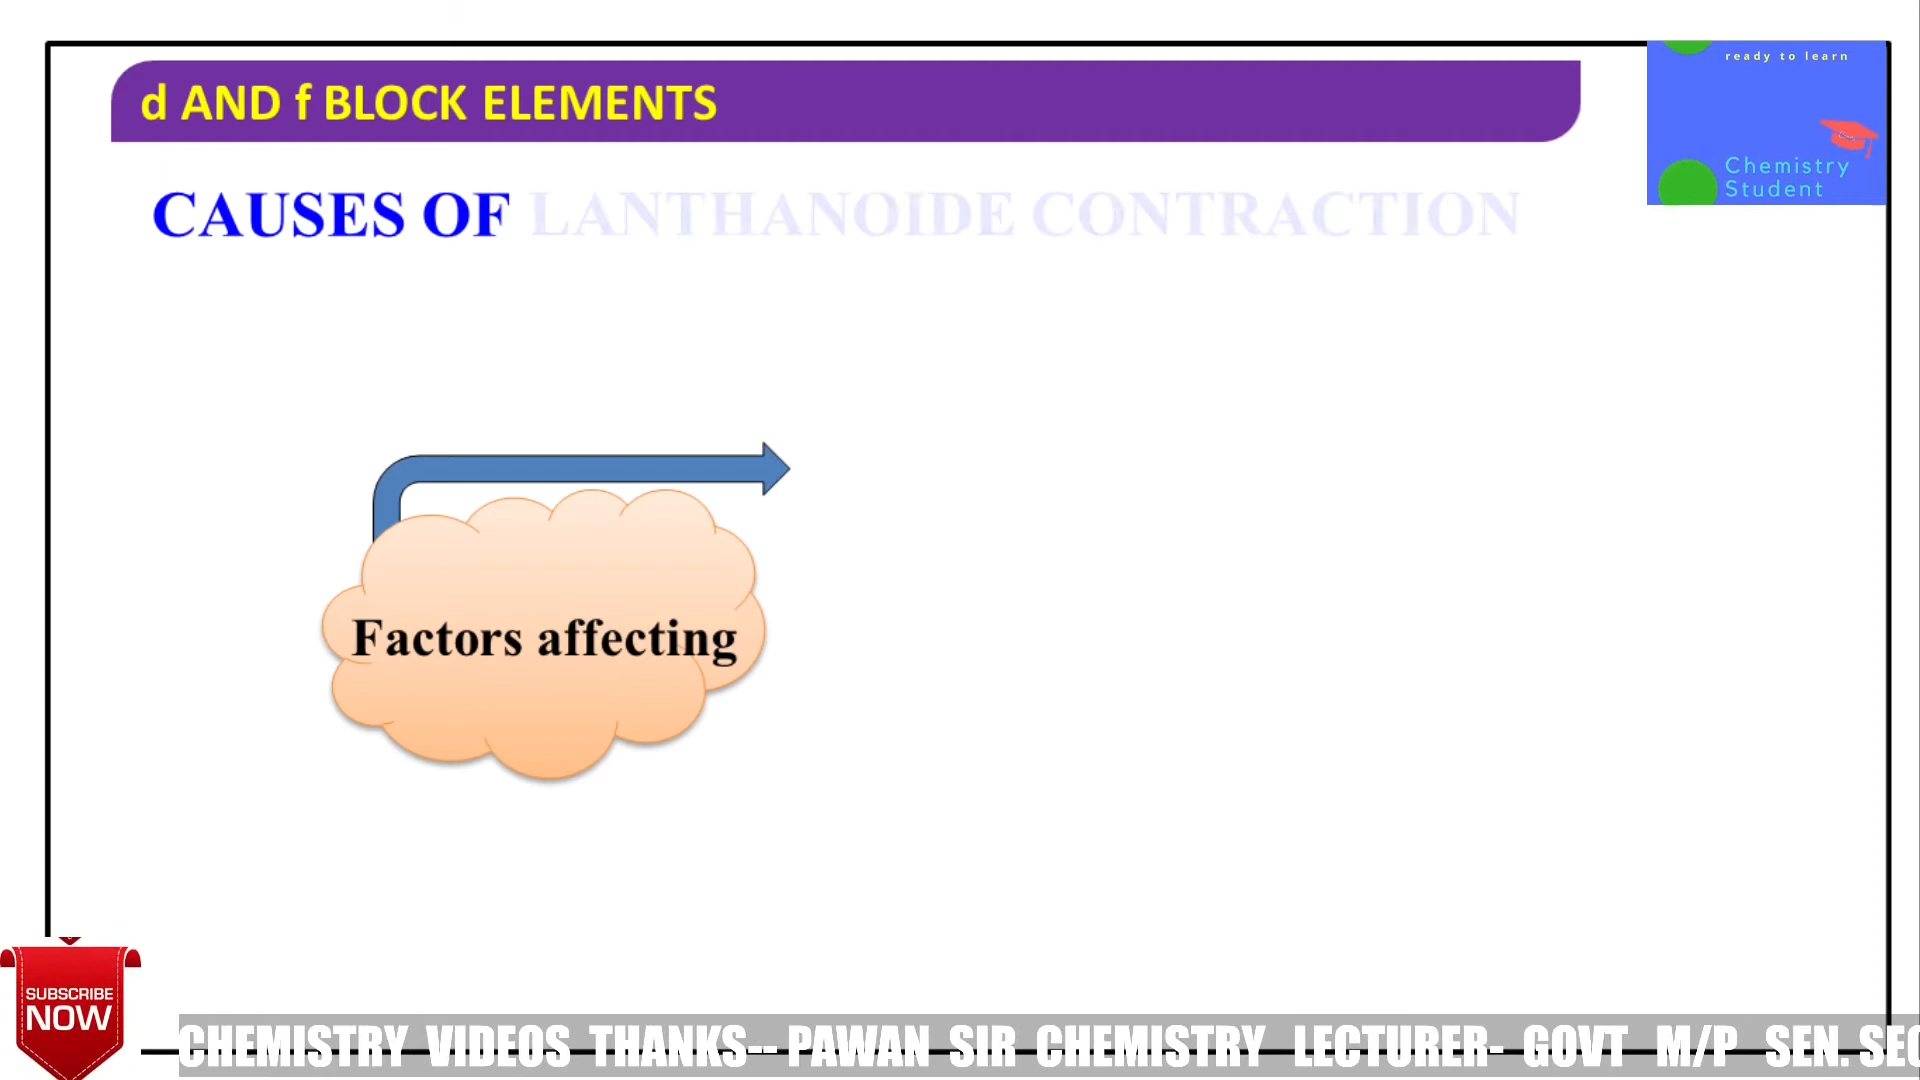 ready to learn
d AND f BLOCK ELEMENTS
Chemistry
Student
CAUSES OF LANTHANOIDE CONTRACTION
Factors affecting
SUBSCRIBE
NOW
CHEMISTRY VIDEOS THANKS-- PAWAN SIR CHEMISTRY LECTURER- GOVT M/P SEN. SEC